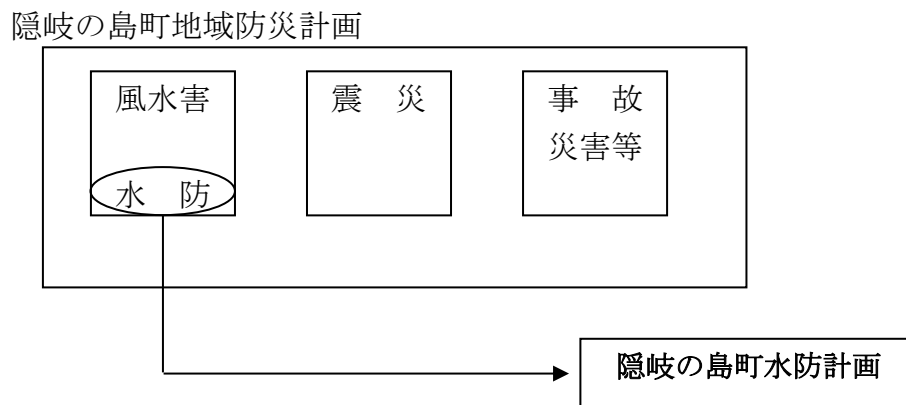 隠岐の島町地域防災計画
風水害
水　防
震　災
事　故
災害等
隠岐の島町水防計画